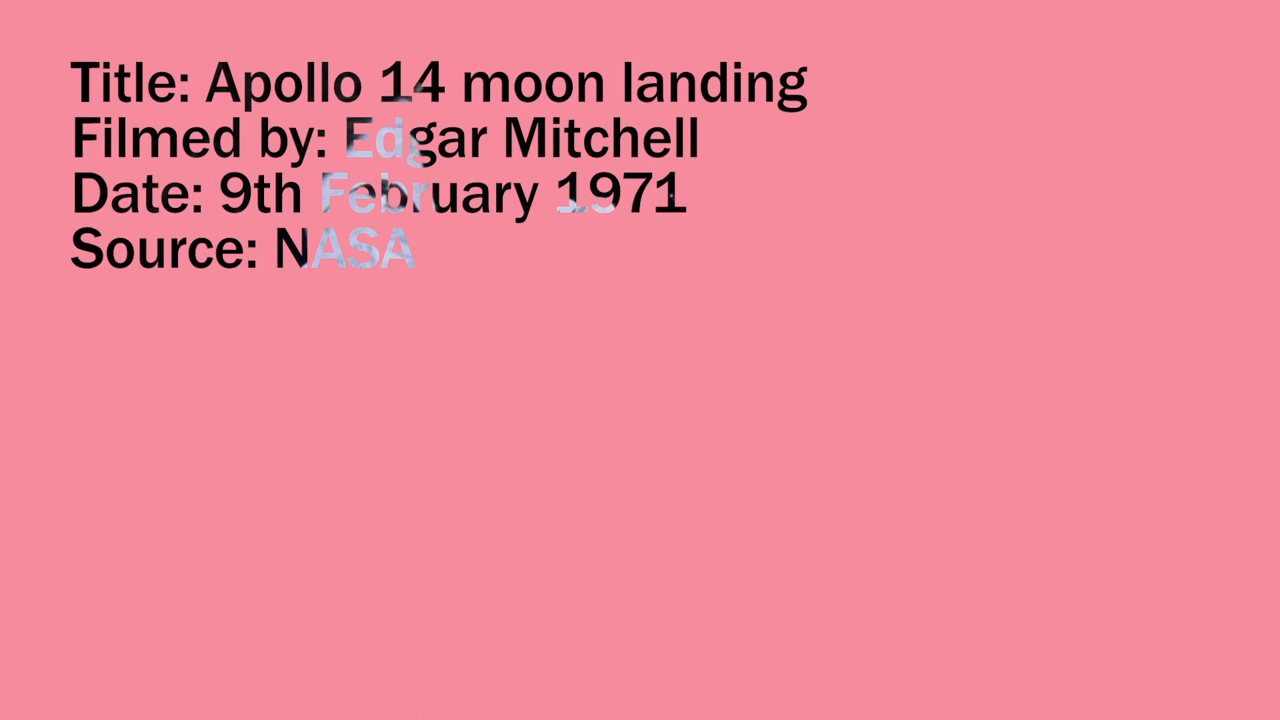 Title: Apollo 14 moon landing
Filmed by: Edgar Mitchell
Date: 9th February 1971
Source: NASA